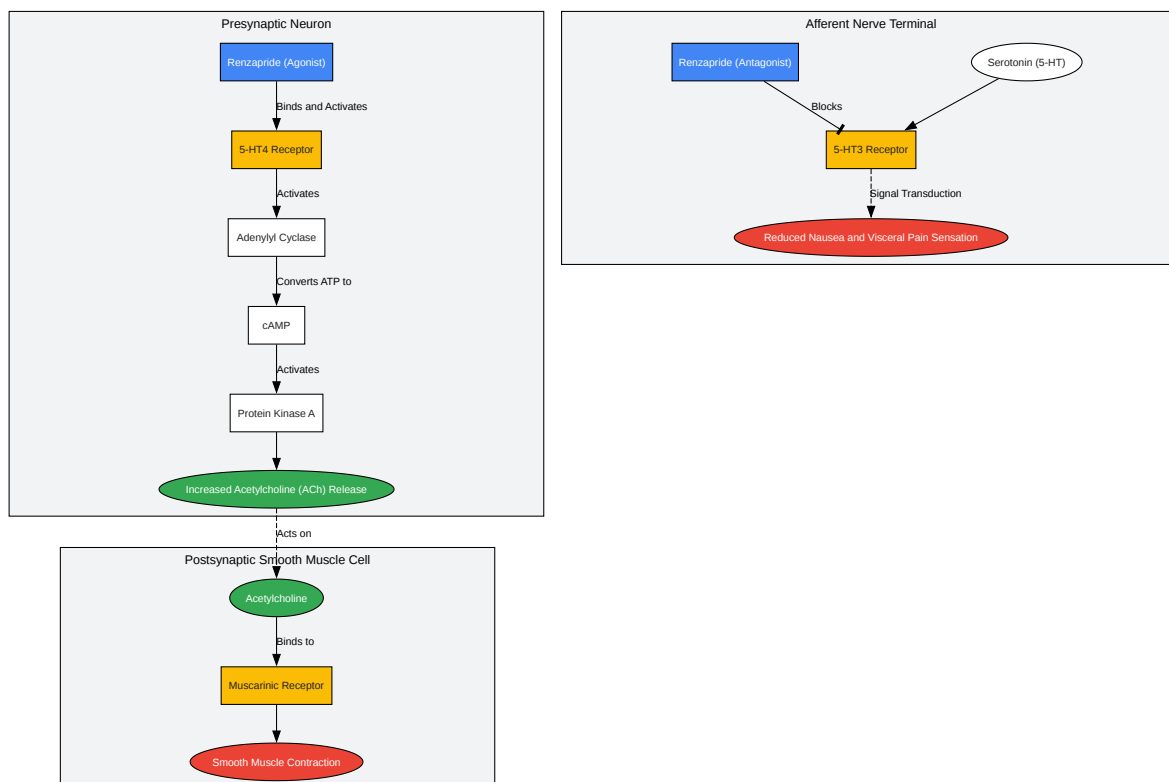 Presynaptic Neuron
Renzapride (Agonist)
Binds and Activates
5-HT4 Receptor
Activates
Adenylyl Cyclase
Converts ATP to
cAMP
Activates
Protein Kinase A
Increased Acetylcholine (ACh) Release
Acts on
Postsynaptic Smooth Muscle Cell
Acetylcholine
Binds to
Muscarinic Receptor
Smooth Muscle Contraction
Afferent Nerve Terminal
Renzapride (Antagonist)
Serotonin (5-HT)
Blocks
5-HT3 Receptor
Signal Transduction
Reduced Nausea and Visceral Pain Sensation